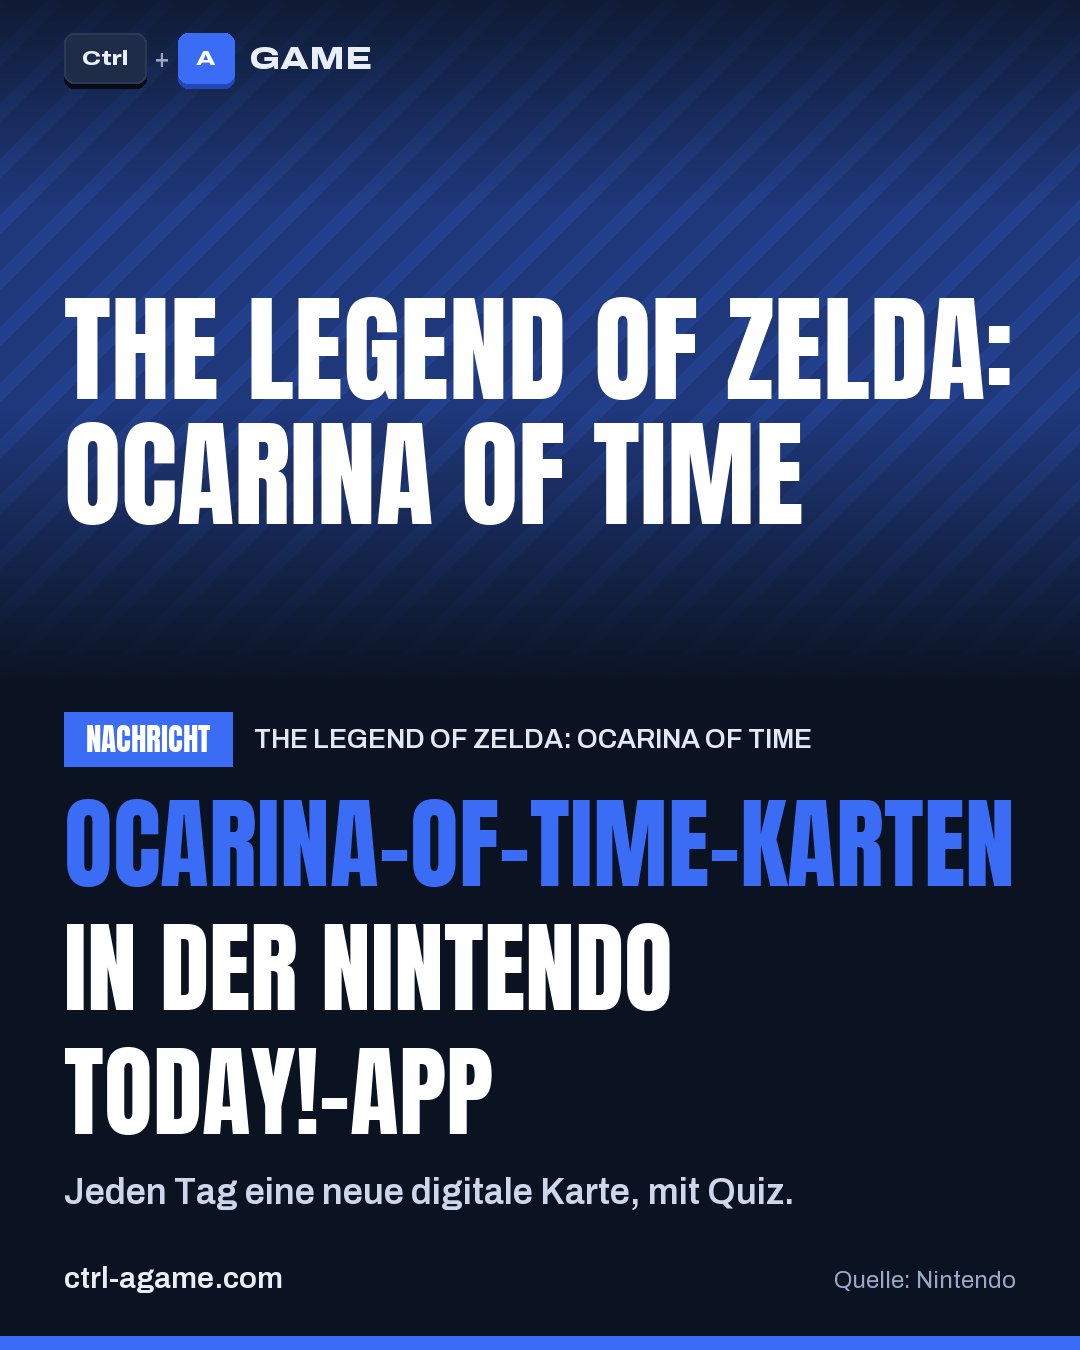 Ctrl + A GAME
THE LEGEND OF ZELDA:
OCARINA OF TIME
NACHRICHT THE LEGEND OF ZELDA: OCARINA OF TIME
OCARINA-OF-TIME-KARTEN
IN DER NINTENDO
TODAY!-APP
Jeden Tag eine neue digitale Karte, mit Quiz.
ctrl-agame.com Quelle: Nintendo